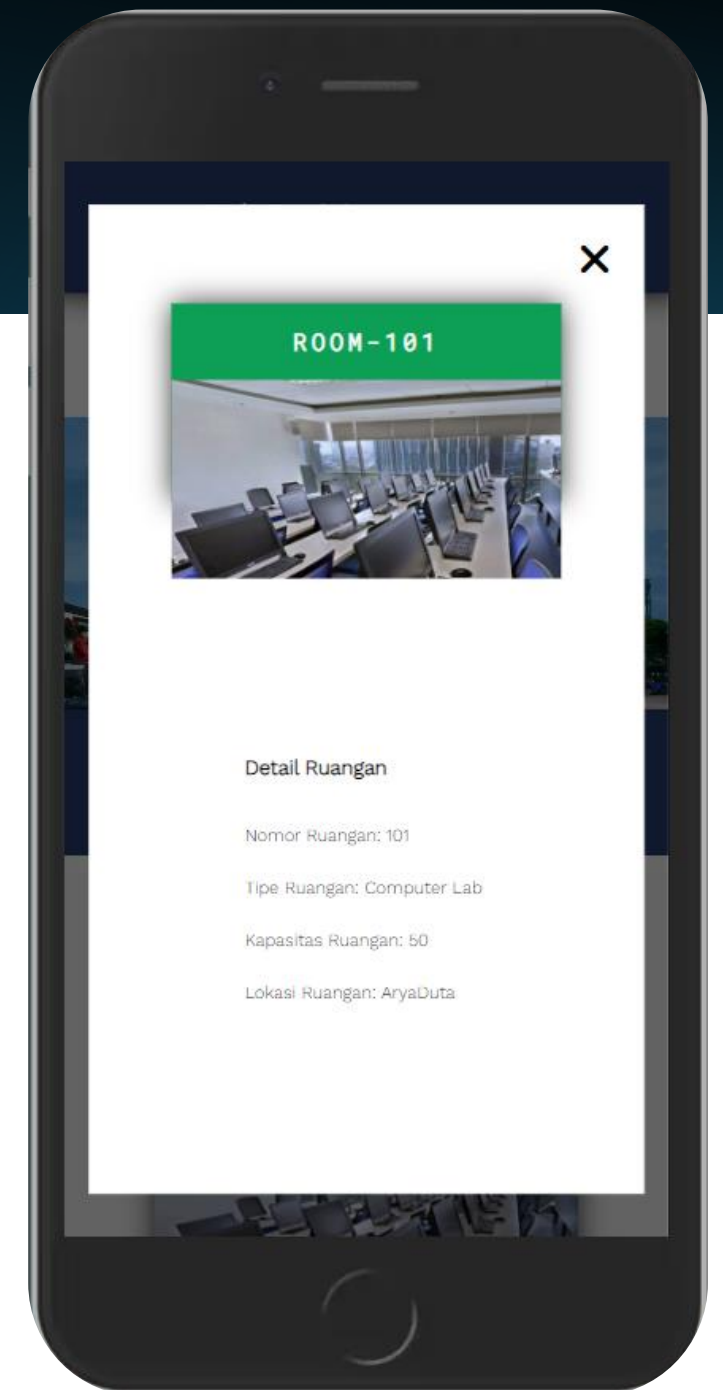 ROOM-101
Detail Ruangan
Nomor Ruangan: 101
Tipe Ruangan: Computer Lab
Kapasitas Ruangan: 50
Lokasi Ruangan: AryaDuta